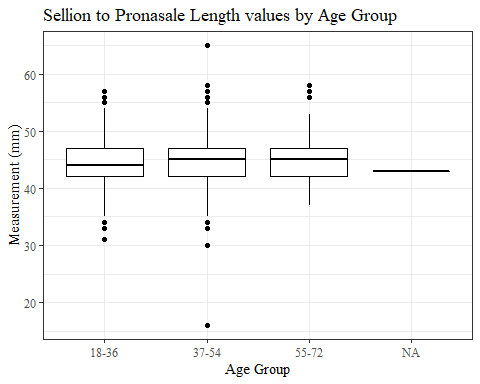 Sellion to Pronasale Length values by Age Group
Measurement (mm)
60
50
40
30
20
18-36
37-54
55-72
NA
Age Group